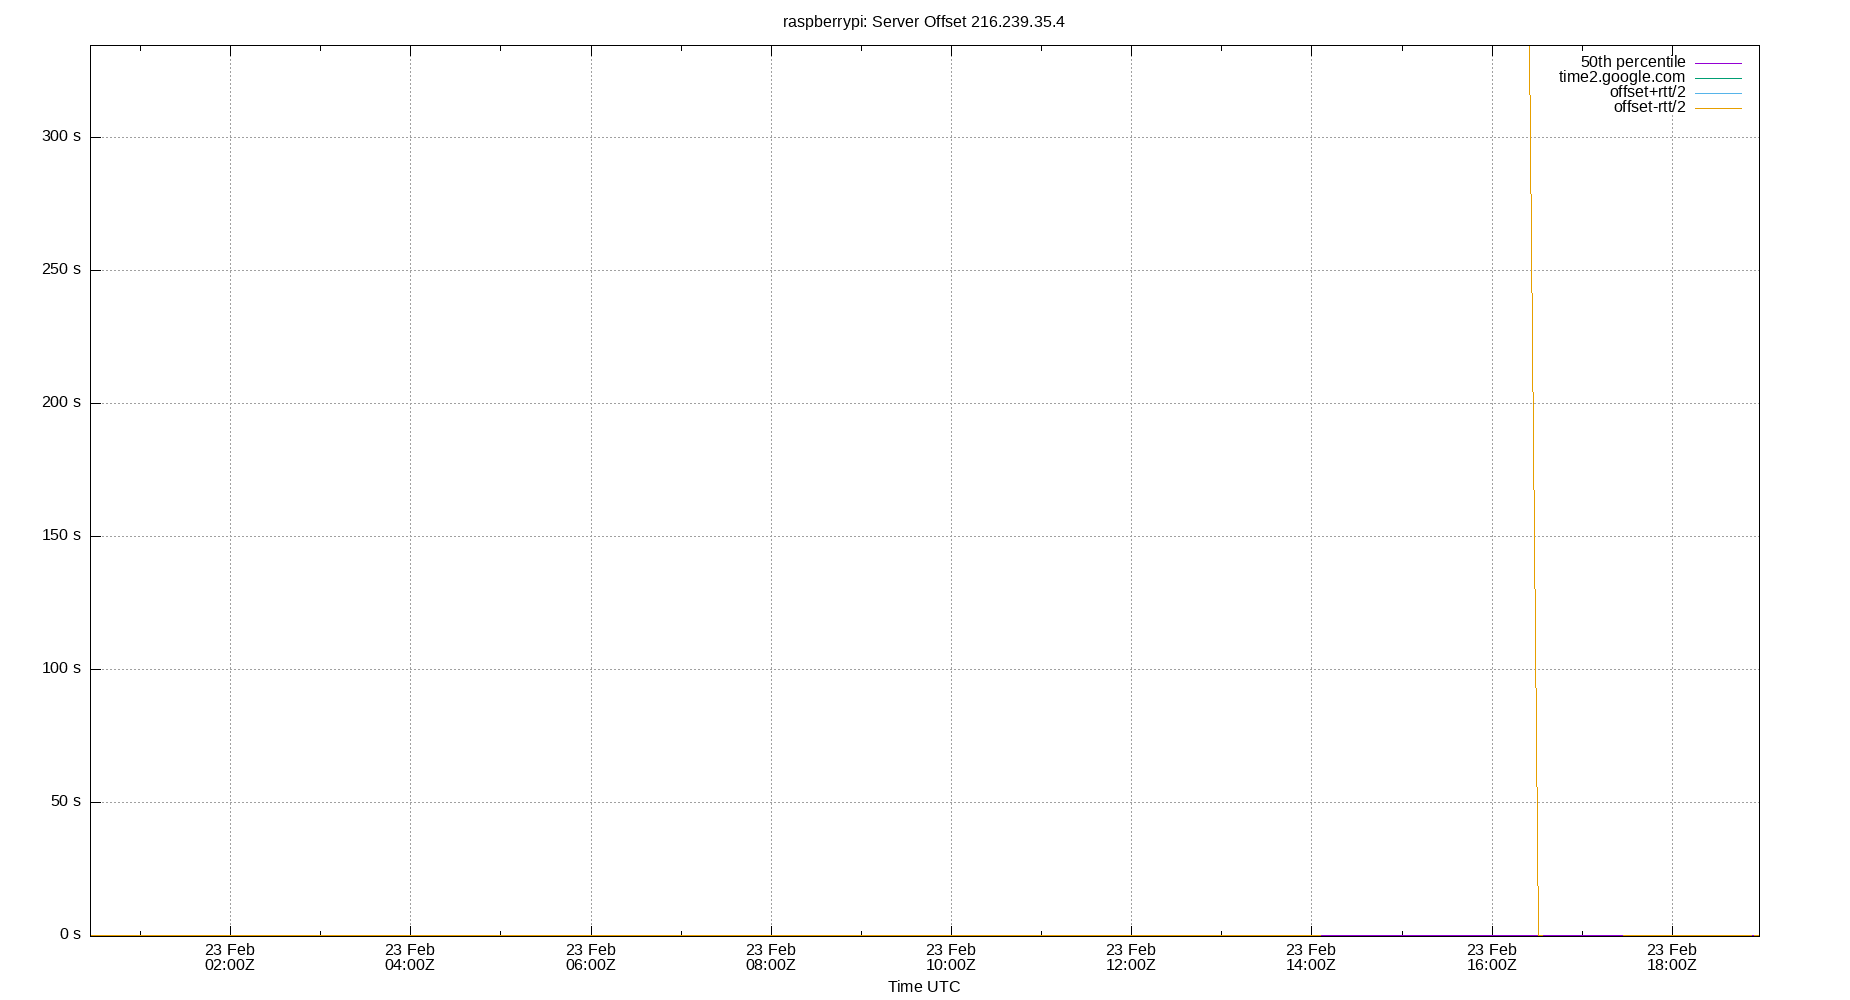 raspberrypi: Server Offset 216.239.35.4
50th percentile
time2.google.com
offset+rtt/2
offset-rtt/2
300 s
250 s
200 s
150 s
100 s
50 s
0 s
23 Feb 23 Feb 23 Feb 23 Feb 23 Feb 23 Feb 23 Feb 23 Feb 23 Feb
02:00Z 04:00Z 06:00Z 08:00Z 10:00Z 12:00Z 14:00Z 16:00Z 18:00Z
Time UTC